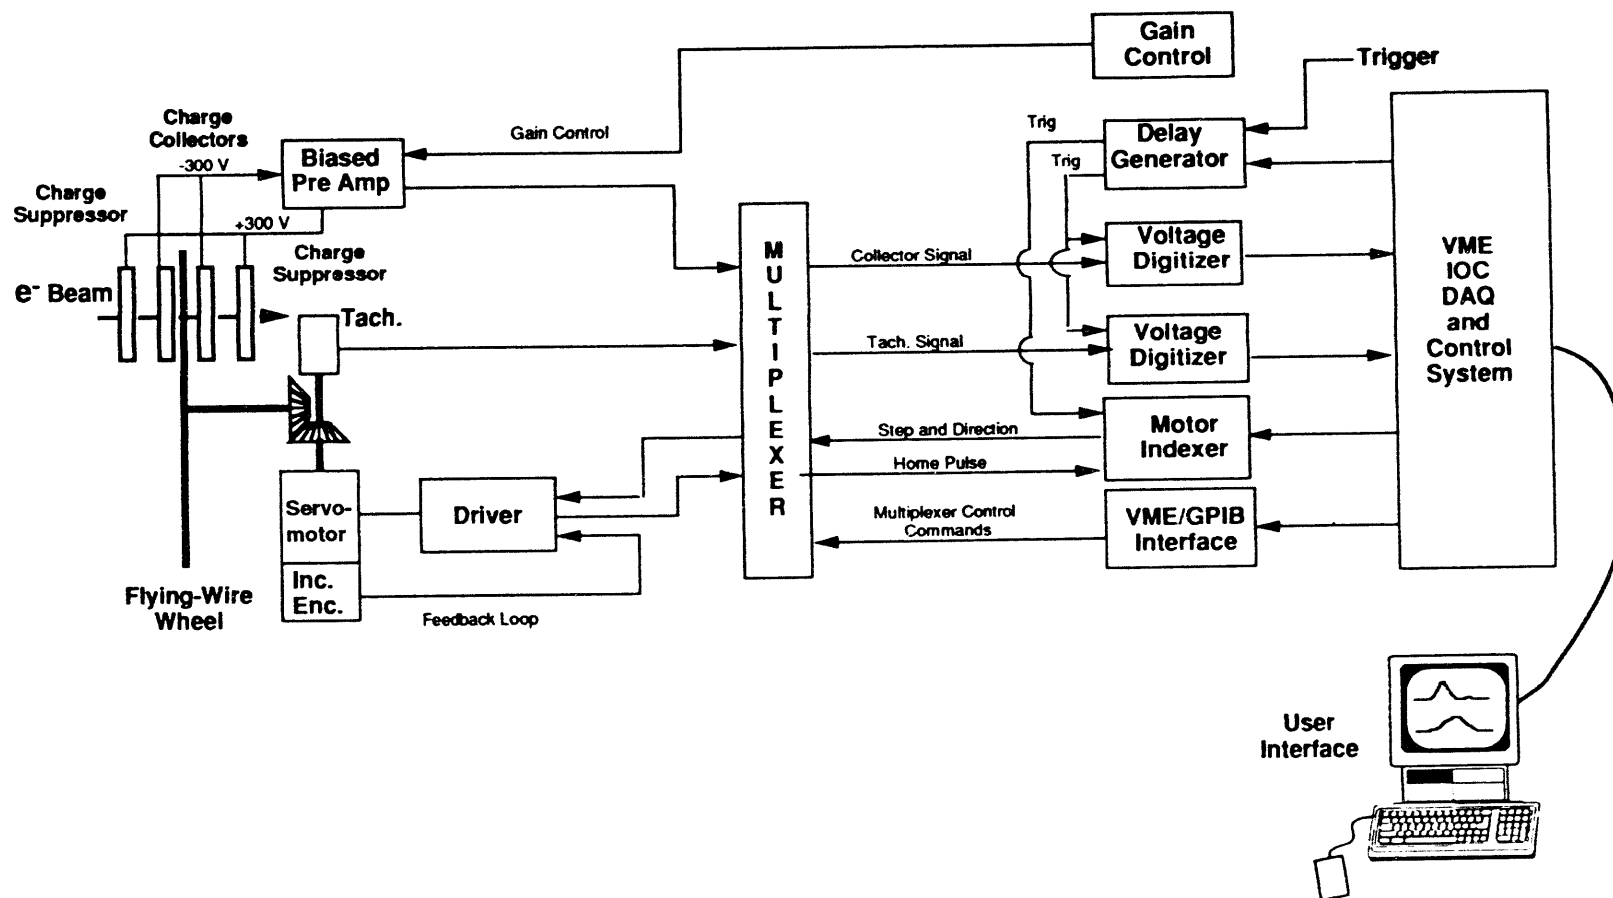 Gain
Control
Trigger
Charge
Collectors
-300 V
Gain Control
Biased
Pre Amp
Trig
Trig
Delay
Generator
Charge
Suppressor
+300 V
Charge
Suppressor
e- Beam
Tach.
MULTIPLEXER
Collector Signal
Voltage
Digitizer
Tach. Signal
Voltage
Digitizer
VME
IOC
DAQ
and
Control
System
Step and Direction
Home Pulse
Motor
Indexer
Multiplexer Control
Commands
VME/GPIB
Interface
Servo-
motor
Driver
Inc.
Enc.
Feedback Loop
Flying-Wire
Wheel
User
Interface